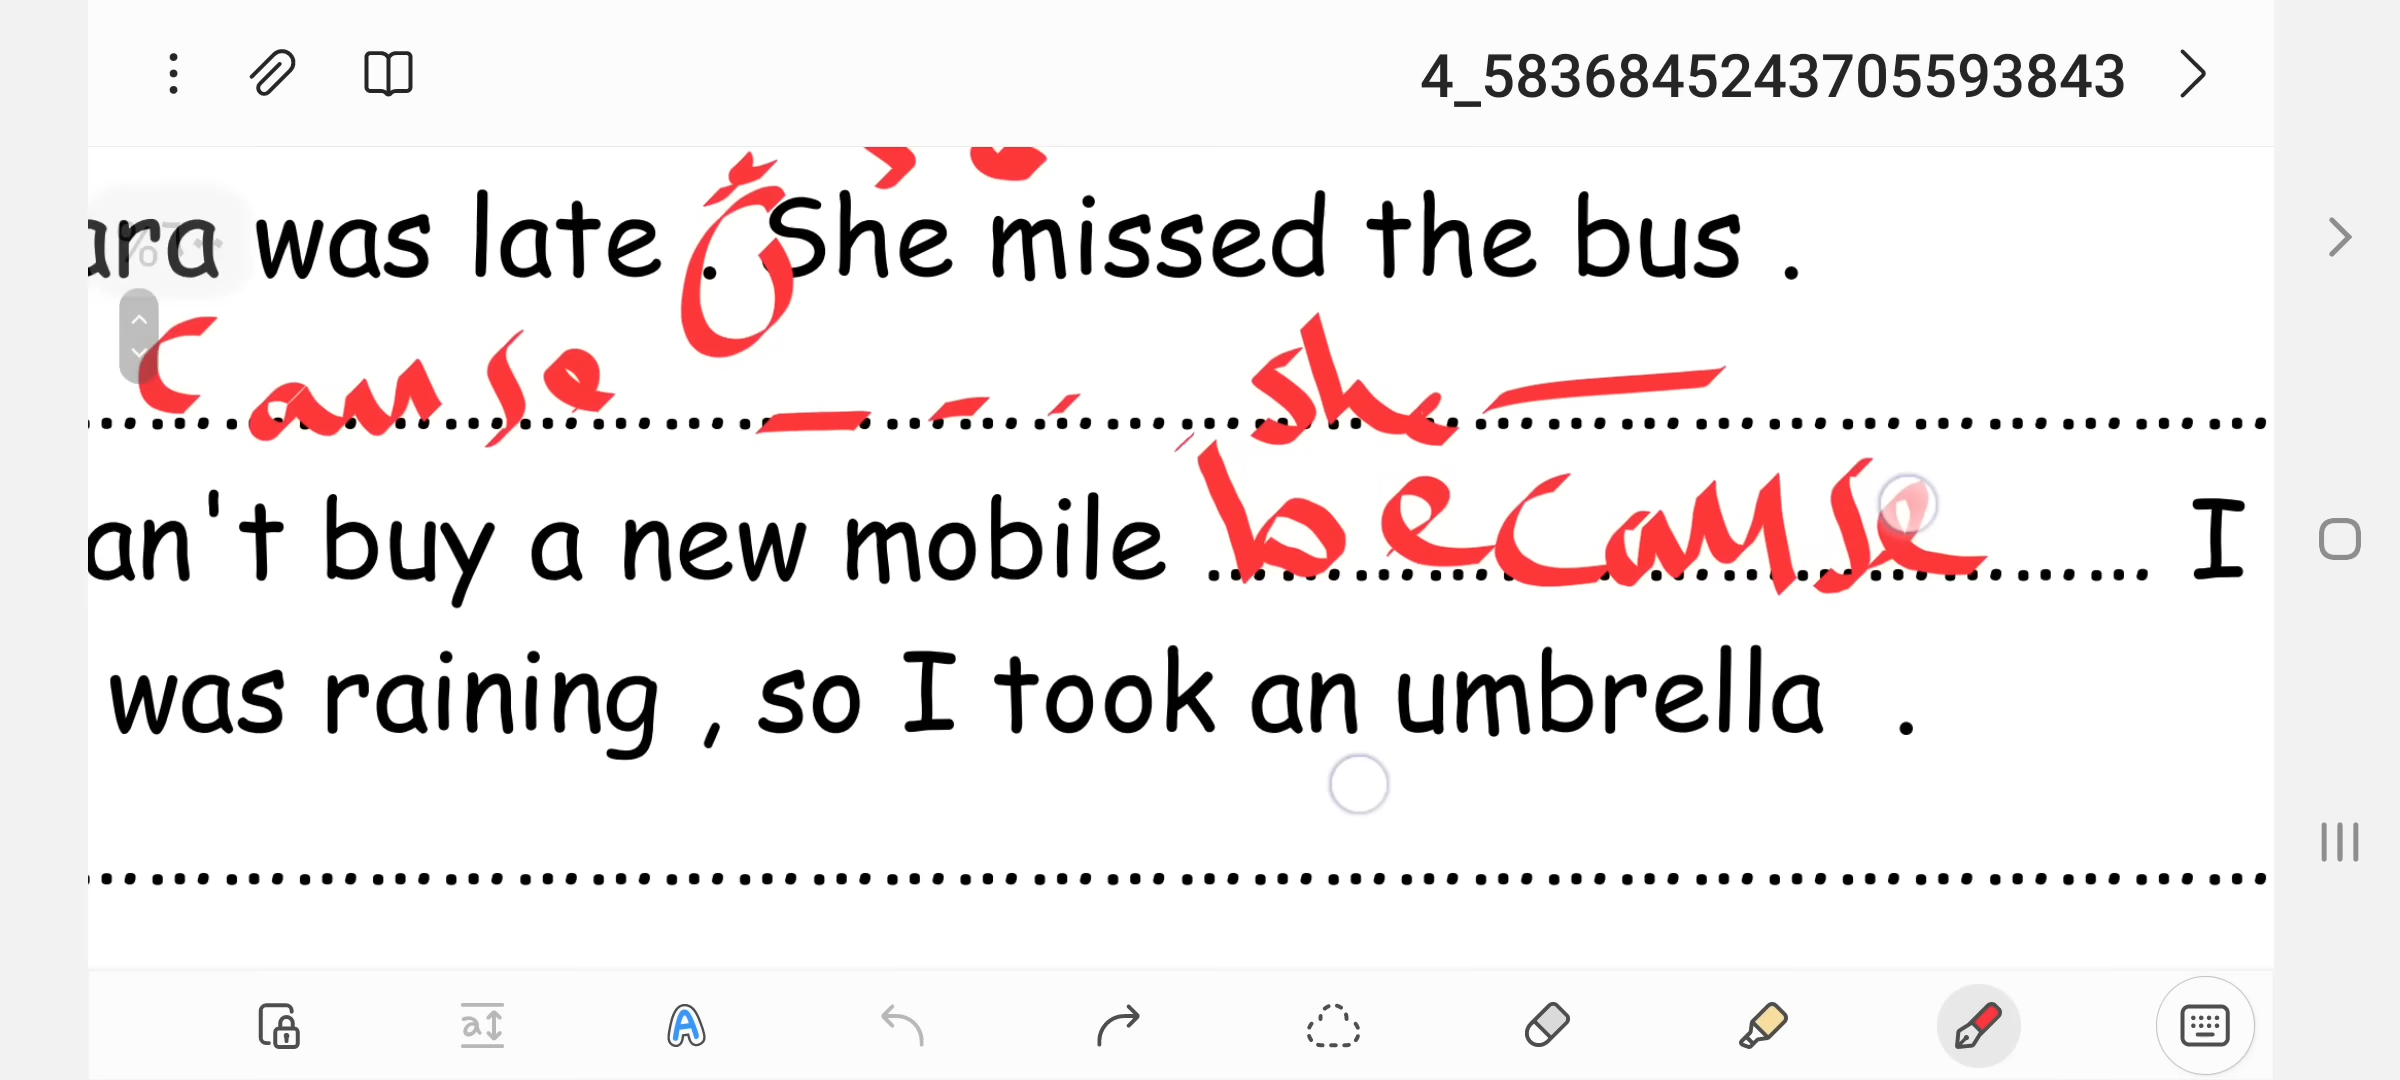 4_5836845243705593843
ara was late . She missed the bus .
Cause _ _ _ she
an't buy a new mobile .because........ I
was raining , so I took an umbrella .